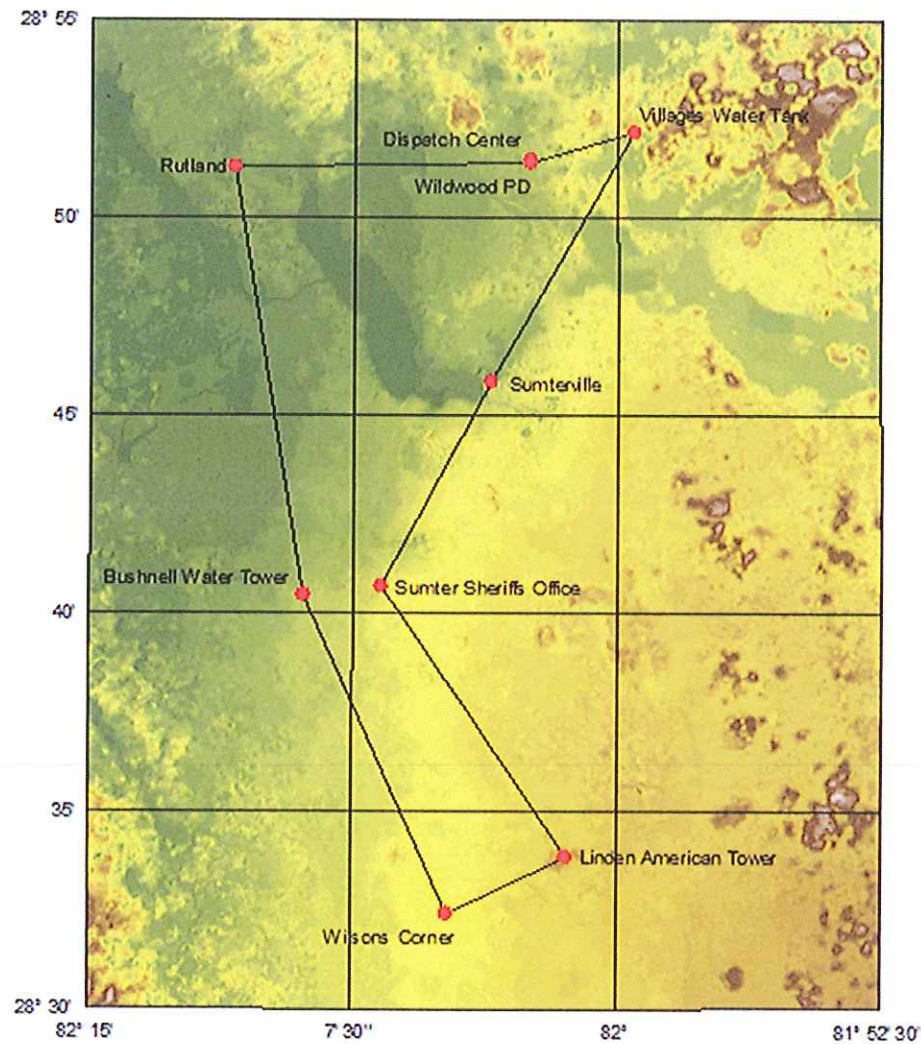 28° 55'
Villages Water Tank
Dispatch Center
Rutland
Wildwood PD
50'
Sumterville
45'
Bushnell Water Tower
Sumter Sheriffs Office
40'
35'
Linden American Tower
Wilsons Corner
28° 30'
82° 15' 7' 30" 82° 81° 52' 30"